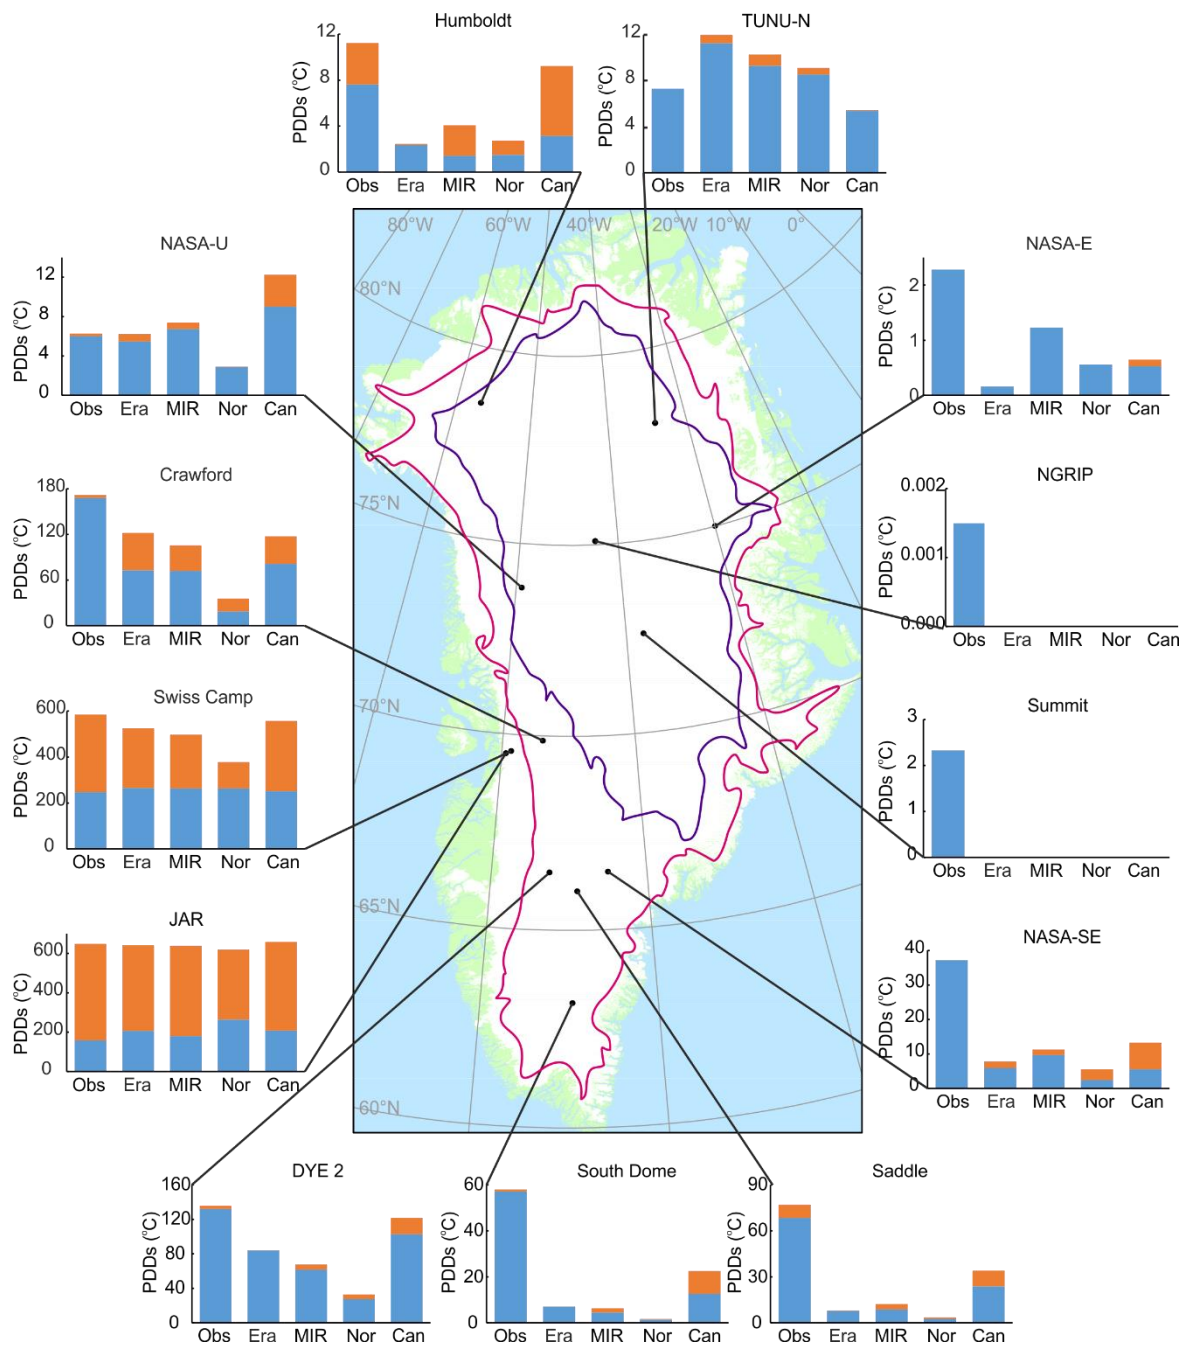 Humboldt
12
8
4
0
PDDs (°C)
Obs Era MIR Nor Can
TUNU-N
12
8
4
0
PDDs (°C)
Obs Era MIR Nor Can
NASA-U
12
8
4
0
PDDs (°C)
Obs Era MIR Nor Can
80°W 60°W 40°W 20°W 10°W 0°
80°N
75°N
70°N
65°N
60°N
NASA-E
2
1
0
PDDs (°C)
Obs Era MIR Nor Can
Crawford
180
120
60
0
PDDs (°C)
Obs Era MIR Nor Can
NGRIP
0.002
0.001
0.000
PDDs (°C)
Obs Era MIR Nor Can
Swiss Camp
600
400
200
0
PDDs (°C)
Obs Era MIR Nor Can
Summit
3
2
1
0
PDDs (°C)
Obs Era MIR Nor Can
JAR
600
400
200
0
PDDs (°C)
Obs Era MIR Nor Can
NASA-SE
40
30
20
10
0
PDDs (°C)
Obs Era MIR Nor Can
DYE 2
160
120
80
40
0
PDDs (°C)
Obs Era MIR Nor Can
South Dome
60
40
20
0
PDDs (°C)
Obs Era MIR Nor Can
Saddle
90
60
30
0
PDDs (°C)
Obs Era MIR Nor Can